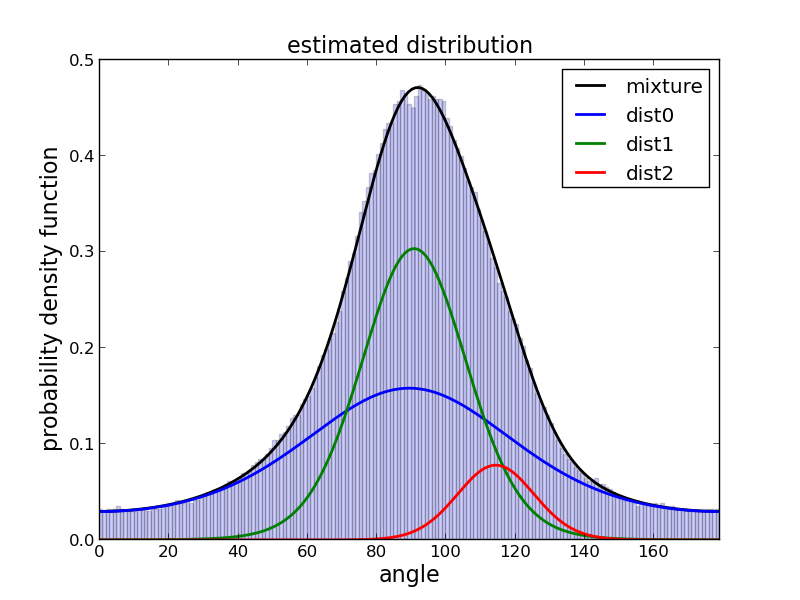 estimated distribution
probability density function
0.5
0.4
0.3
0.2
0.1
0.0
mixture
dist0
dist1
dist2
0 20 40 60 80 100 120 140 160
angle